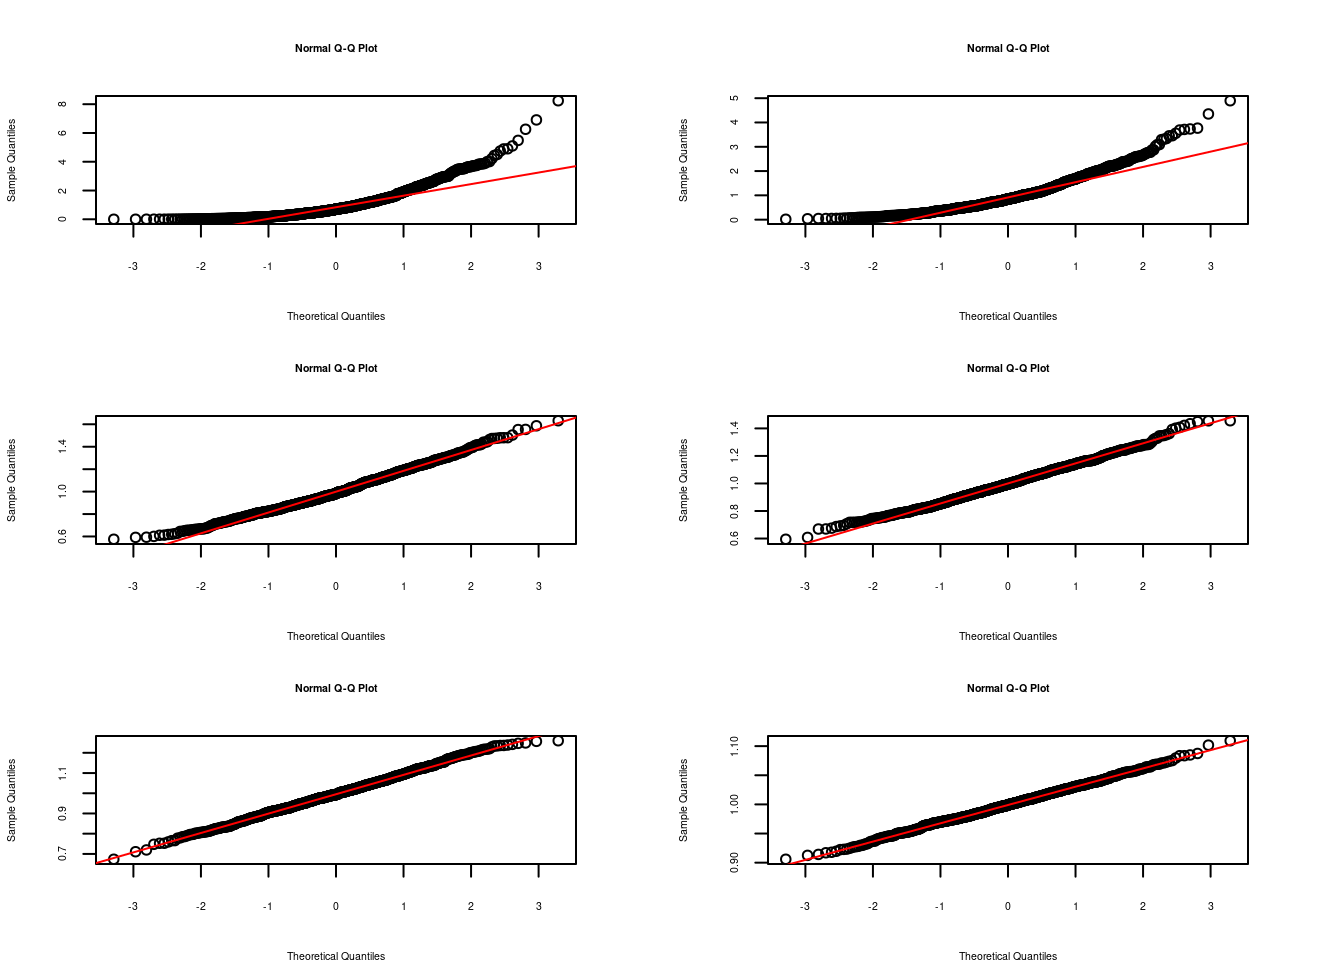 Normal Q-Q Plot
Sample Quantiles
8
6
4
2
0
-3 -2 -1 0 1 2 3
Theoretical Quantiles
Normal Q-Q Plot
Sample Quantiles
5
4
3
2
1
0
-3 -2 -1 0 1 2 3
Theoretical Quantiles
Normal Q-Q Plot
Sample Quantiles
1.4
1.0
0.6
-3 -2 -1 0 1 2 3
Theoretical Quantiles
Normal Q-Q Plot
Sample Quantiles
1.4
1.2
1.0
0.8
0.6
-3 -2 -1 0 1 2 3
Theoretical Quantiles
Normal Q-Q Plot
Sample Quantiles
1.1
0.9
0.7
-3 -2 -1 0 1 2 3
Theoretical Quantiles
Normal Q-Q Plot
Sample Quantiles
1.10
1.00
0.90
-3 -2 -1 0 1 2 3
Theoretical Quantiles